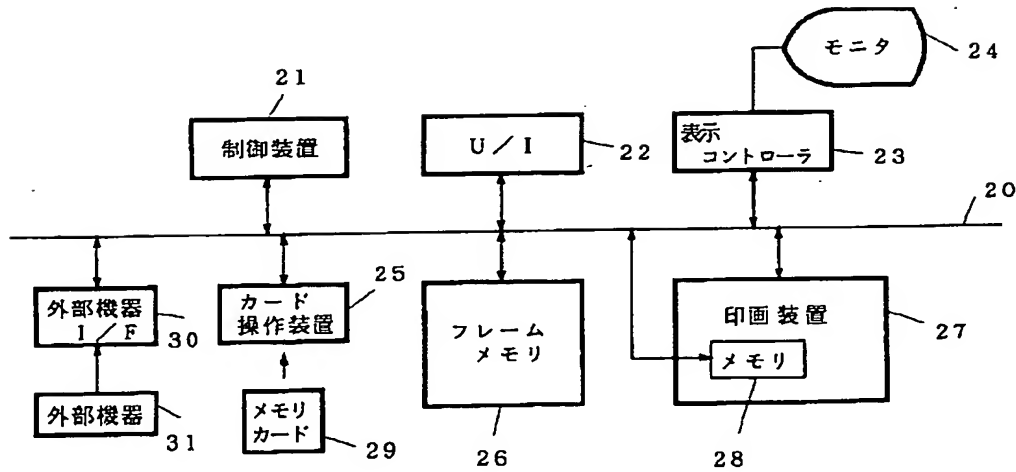 モニタ
24
21
制御装置
U／I
22
表示
コントローラ
23
20
外部機器
I／F
30
カード
操作装置
25
フレーム
メモリ
26
印画装置
27
メモリ
28
外部機器
31
メモリ
カード
29